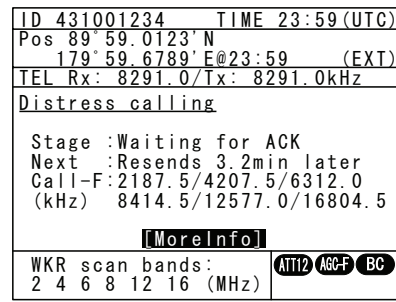 ID 431001234 TIME 23:59(UTC)
Pos 89°59.0123'N
179°59.6789'E@23:59 (EXT)
TEL Rx: 8291.0/Tx: 8291.0kHz
Distress calling
Stage :Waiting for ACK
Next :Resends 3.2min later
Call-F:2187.5/4207.5/6312.0
(kHz) 8414.5/12577.0/16804.5
[MoreInfo]
WKR scan bands:
2 4 6 8 12 16 (MHz)
ATT12 AGC-F BC